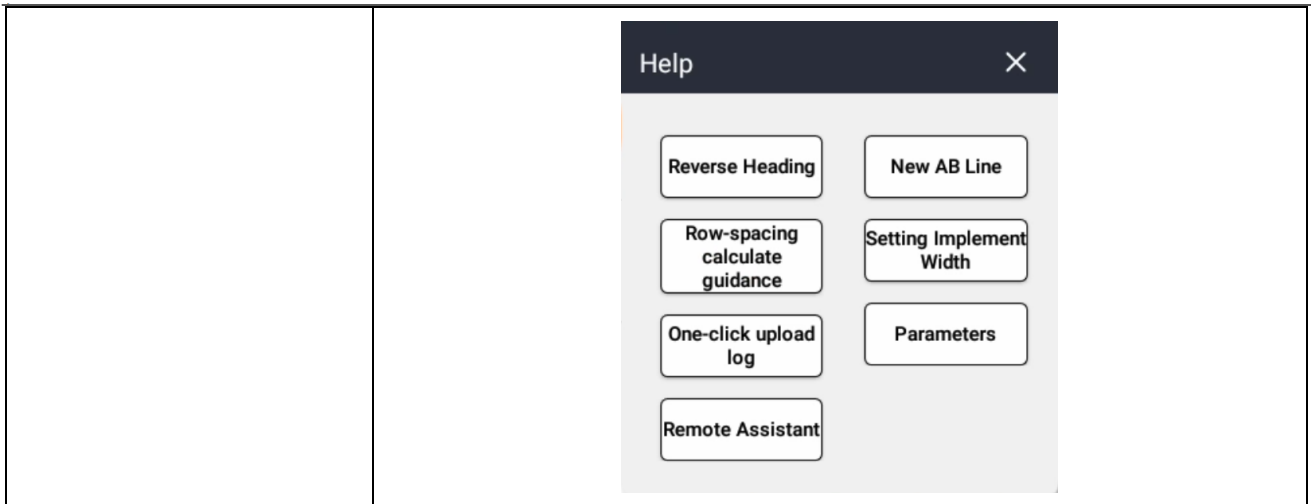 Help
Reverse Heading
New AB Line
Row-spacing
calculate
guidance
Setting Implement
Width
One-click upload
log
Parameters
Remote Assistant